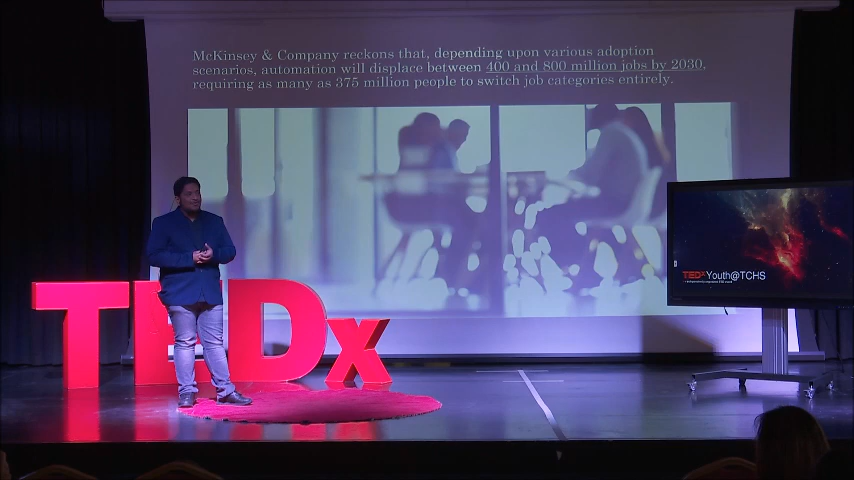 McKinsey & Company reckons that, depending upon various adoption
scenarios, automation will displace between 400 and 800 million jobs by 2030,
requiring as many as 375 million people to switch job categories entirely.
TEDx
TEDxYouth@TCHS